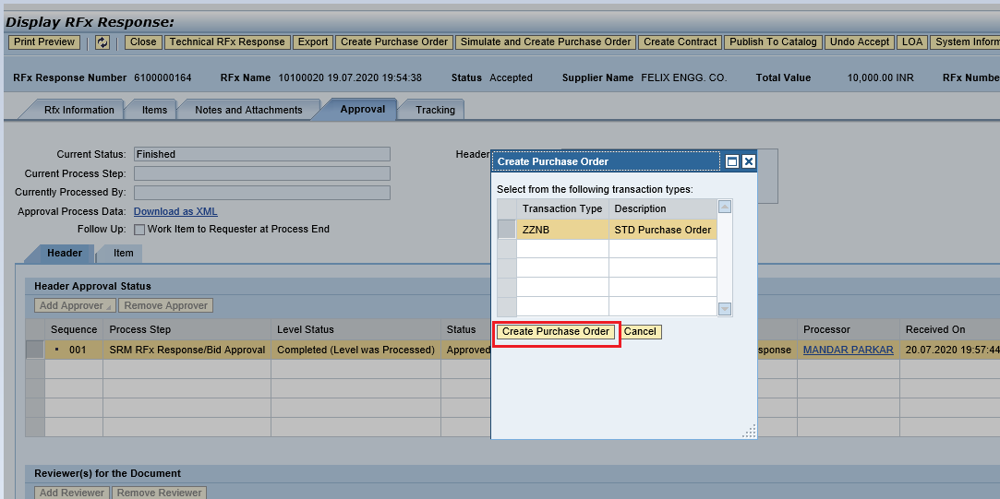 Display RFx Response:
Print Preview Close Technical RFx Response Export Create Purchase Order Simulate and Create Purchase Order Create Contract Publish To Catalog Undo Accept LOA System Inform
RFx Response Number 6100000164 RFx Name 10100020 19.07.2020 19:54:38 Status Accepted Supplier Name FELIX ENGG. CO. Total Value 10,000.00 INR RFx Numbe
Rfx Information Items Notes and Attachments Approval Tracking
Current Status: Finished Header
Current Process Step:
Currently Processed By:
Approval Process Data: Download as XML
Follow Up: Work Item to Requester at Process End
Create Purchase Order
Select from the following transaction types:
Transaction Type Description
ZZNB STD Purchase Order
Create Purchase Order Cancel
Header Item
Header Approval Status
Add Approver Remove Approver
Sequence Process Step Level Status Status Processor Received On
001 SRM RFx Response/Bid Approval Completed (Level was Processed) Approved sponse MANDAR PARKAR 20.07.2020 19:57:44
Reviewer(s) for the Document
Add Reviewer Remove Reviewer